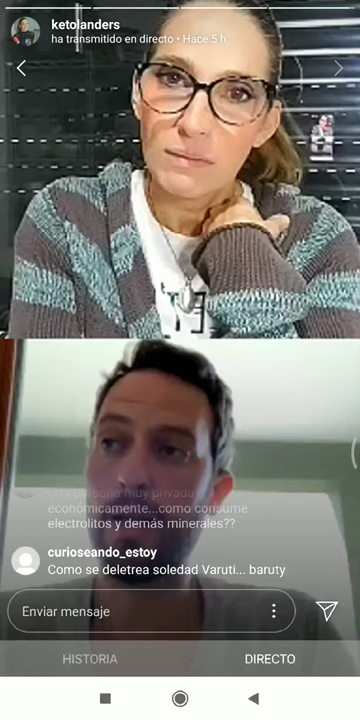 ketolanders
ha transmitido en directo • Hace 5 h
Una persona muy privada
económicamente...como consume
electrolitos y demás minerales??
curioseando_estoy
Como se deletrea soledad Varuti... baruty
Enviar mensaje
HISTORIA
DIRECTO